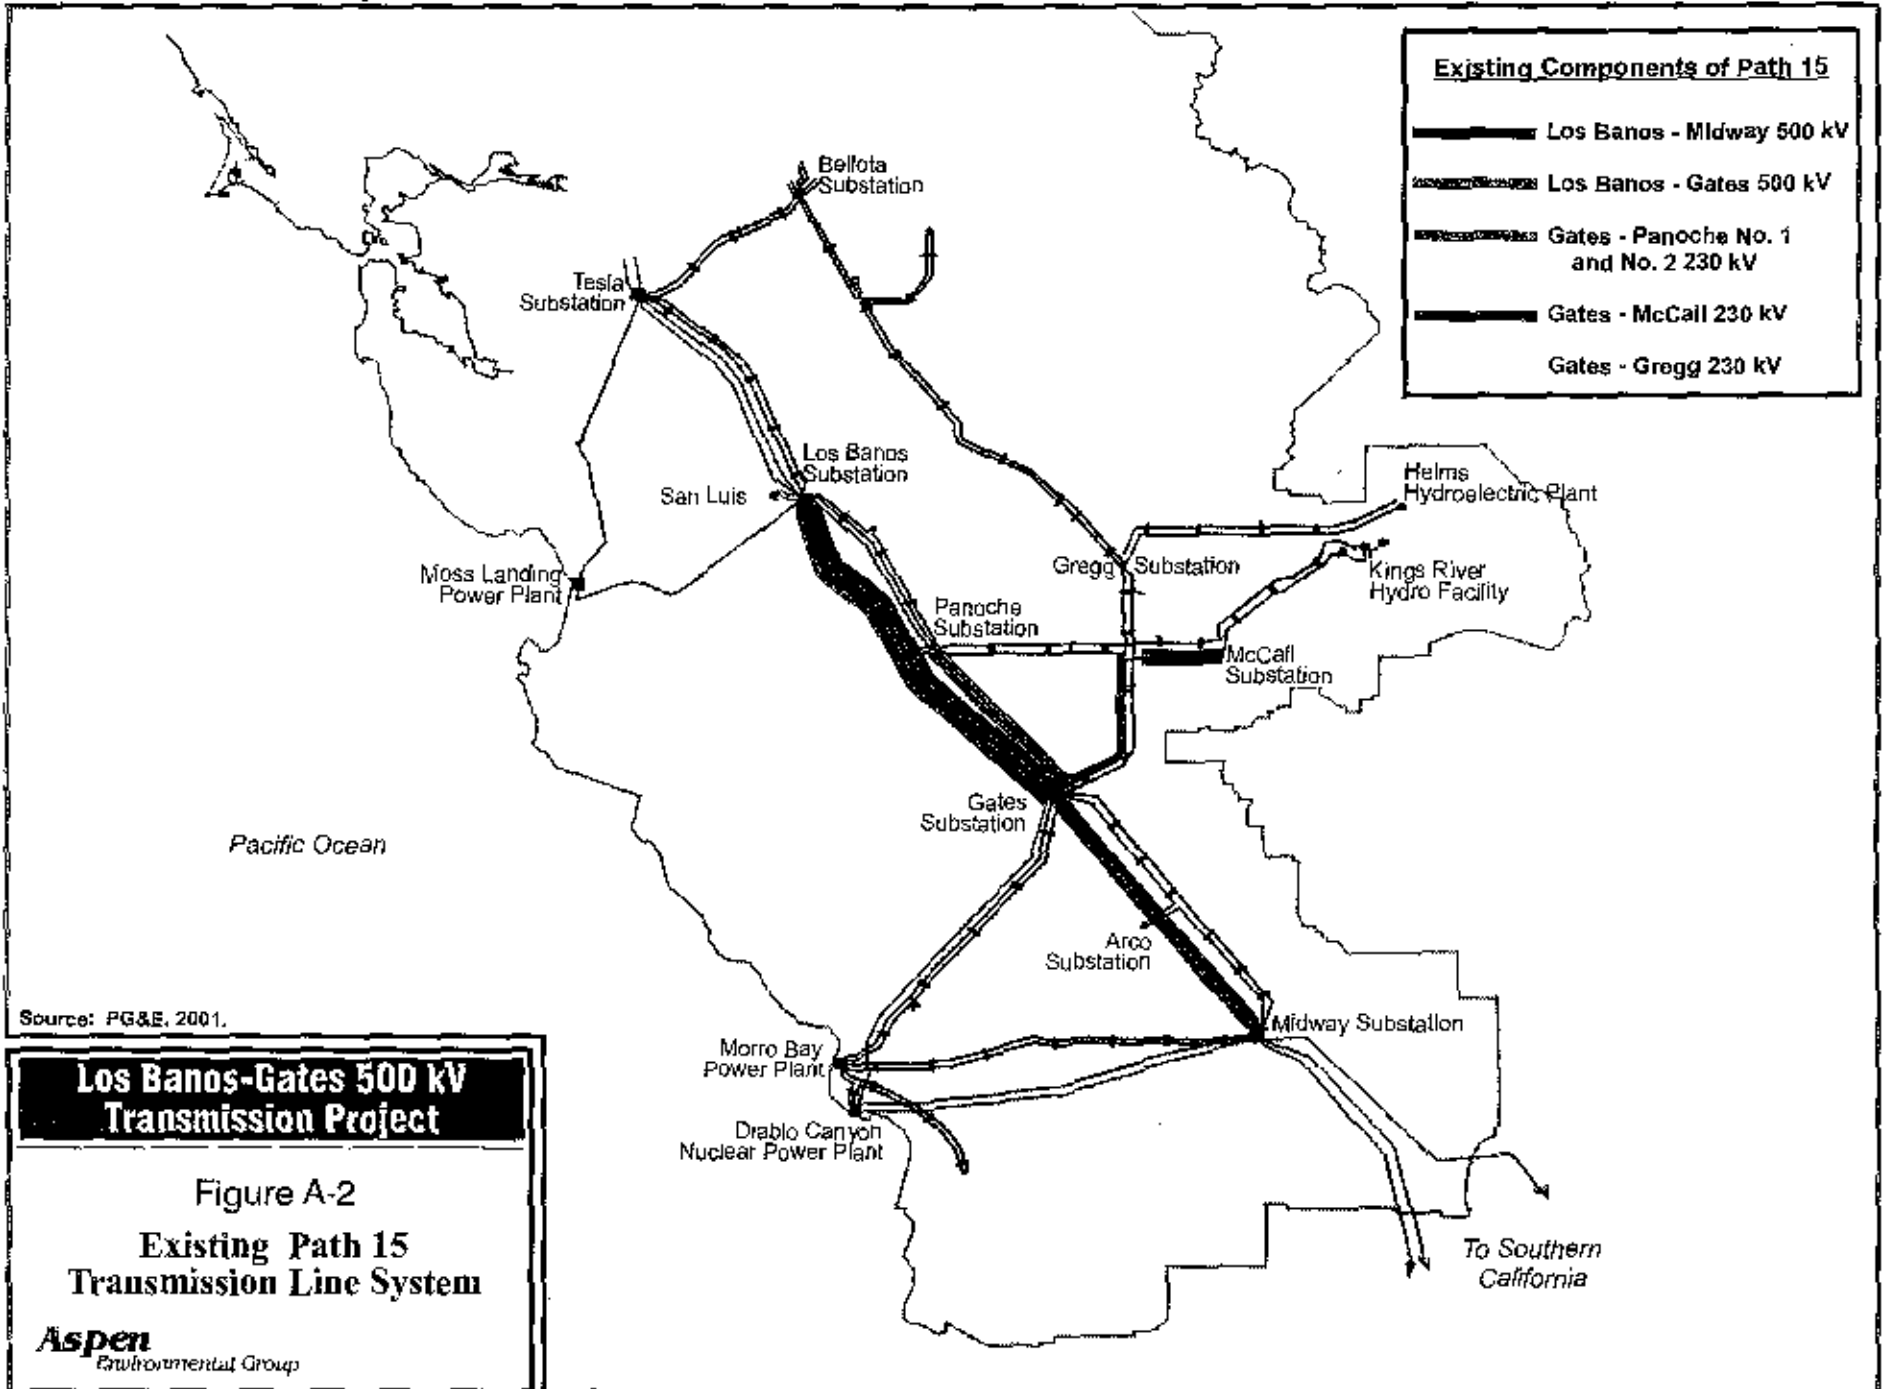 Existing Components of Path 15
Los Banos - Midway 500 kV
Los Banos - Gates 500 kV
Gates - Panoche No. 1
and No. 2 230 kV
Gates - McCall 230 kV
Gates - Gregg 230 kV
Bellota
Substation
Tesla
Substation
Los Banos
Substation
San Luis
Helms
Hydroelectric Plant
Moss Landing
Power Plant
Gregg Substation
Kings River
Hydro Facility
Panoche
Substation
McCall
Substation
Gates
Substation
Pacific Ocean
Arco
Substation
Midway Substation
Morro Bay
Power Plant
Diablo Canyon
Nuclear Power Plant
To Southern
California
Source: PG&E, 2001.
Los Banos-Gates 500 kV
Transmission Project
Figure A-2
Existing Path 15
Transmission Line System
Aspen
Environmental Group